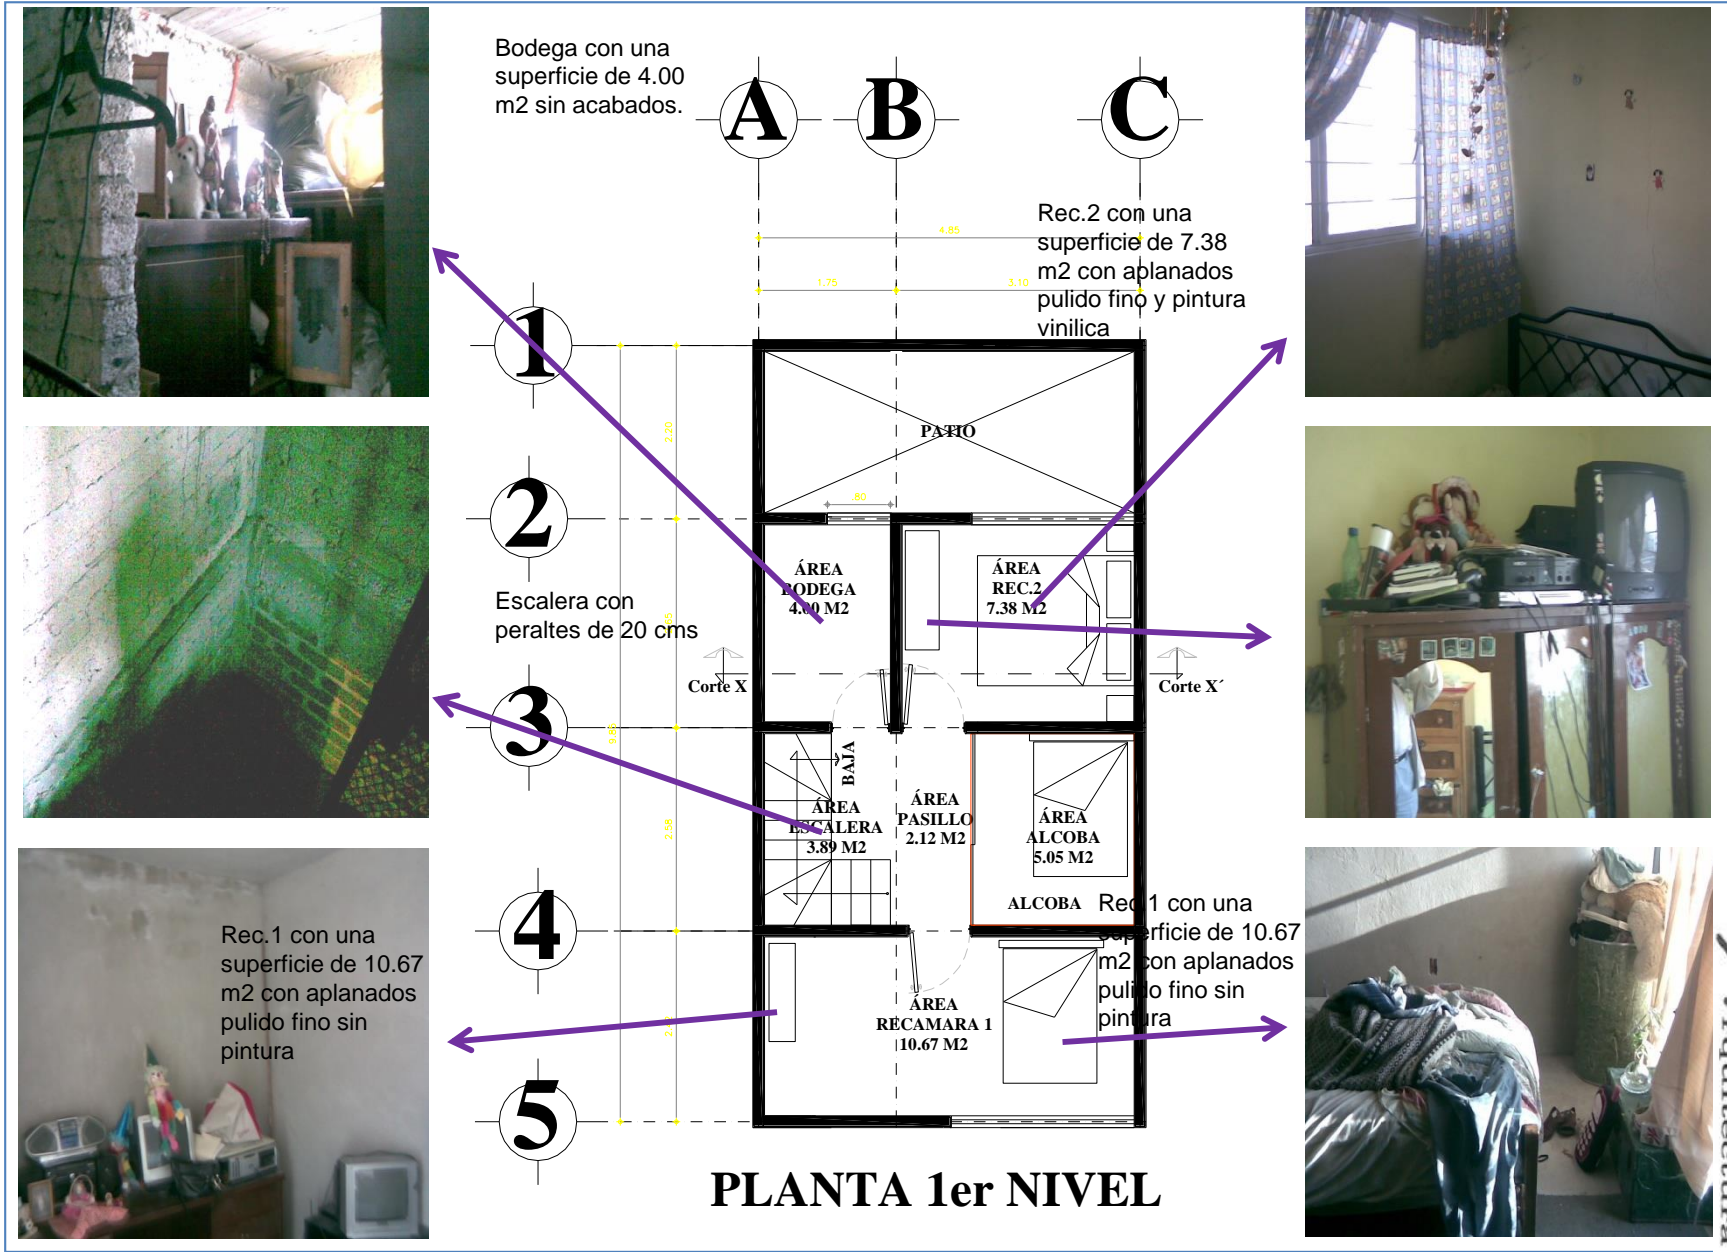 Bodega con una
superficie de 4.00
m2 sin acabados.
A
B
C
Rec.2 con una
superficie de 7.38
m2 con aplanados
pulido fino y pintura
vinilica
4.85
1.75
3.10
1
2
3
4
5
2.20
2.58
.80
PATIO
ÁREA
BODEGA
4.00 M2
ÁREA
REC.2
7.38 M2
Escalera con
peraltes de 20 cms
Corte X
Corte X´
BAJA
ÁREA
ESCALERA
3.89 M2
ÁREA
PASILLO
2.12 M2
ÁREA
ALCOBA
5.05 M2
ALCOBA
Rec.1 con una
superficie de 10.67
m2 con aplanados
pulido fino sin
pintura
Rec.1 con una
superficie de 10.67
m2 con aplanados
pulido fino sin
pintura
ÁREA
RECAMARA 1
10.67 M2
PLANTA 1er NIVEL